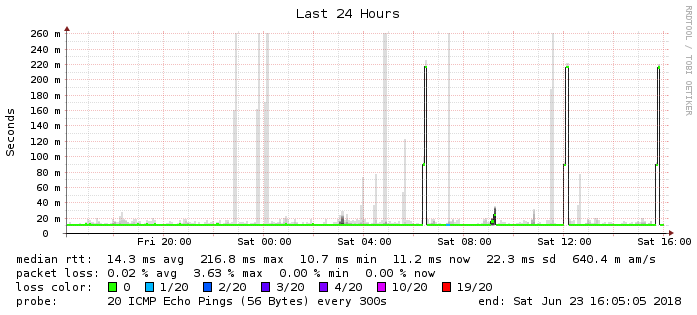 Last 24 Hours
RRDTOOL / TOBI OETIKER
Seconds
260 m
240 m
220 m
200 m
180 m
160 m
140 m
120 m
100 m
80 m
60 m
40 m
20 m
0
Fri 20:00 Sat 00:00 Sat 04:00 Sat 08:00 Sat 12:00 Sat 16:00
median rtt: 14.3 ms avg 216.8 ms max 10.7 ms min 11.2 ms now 22.3 ms sd 640.4 m am/s
packet loss: 0.02 % avg 3.63 % max 0.00 % min 0.00 % now
loss color: 0 1/20 2/20 3/20 4/20 10/20 19/20
probe: 20 ICMP Echo Pings (56 Bytes) every 300s end: Sat Jun 23 16:05:05 2018